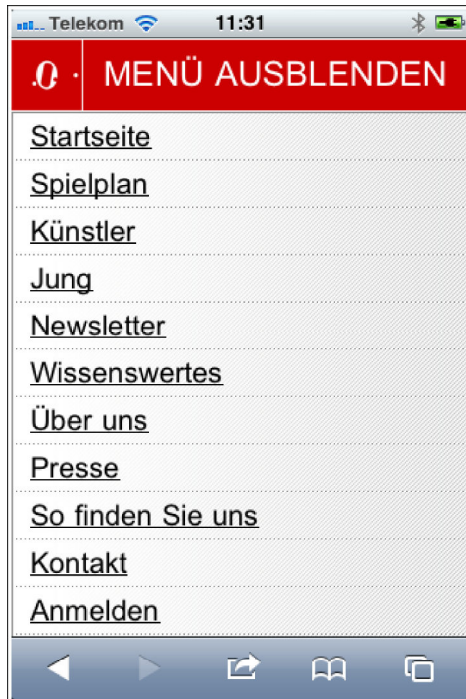 Telekom 11:31
.O · MENÜ AUSBLENDEN
Startseite
Spielplan
Künstler
Jung
Newsletter
Wissenswertes
Über uns
Presse
So finden Sie uns
Kontakt
Anmelden